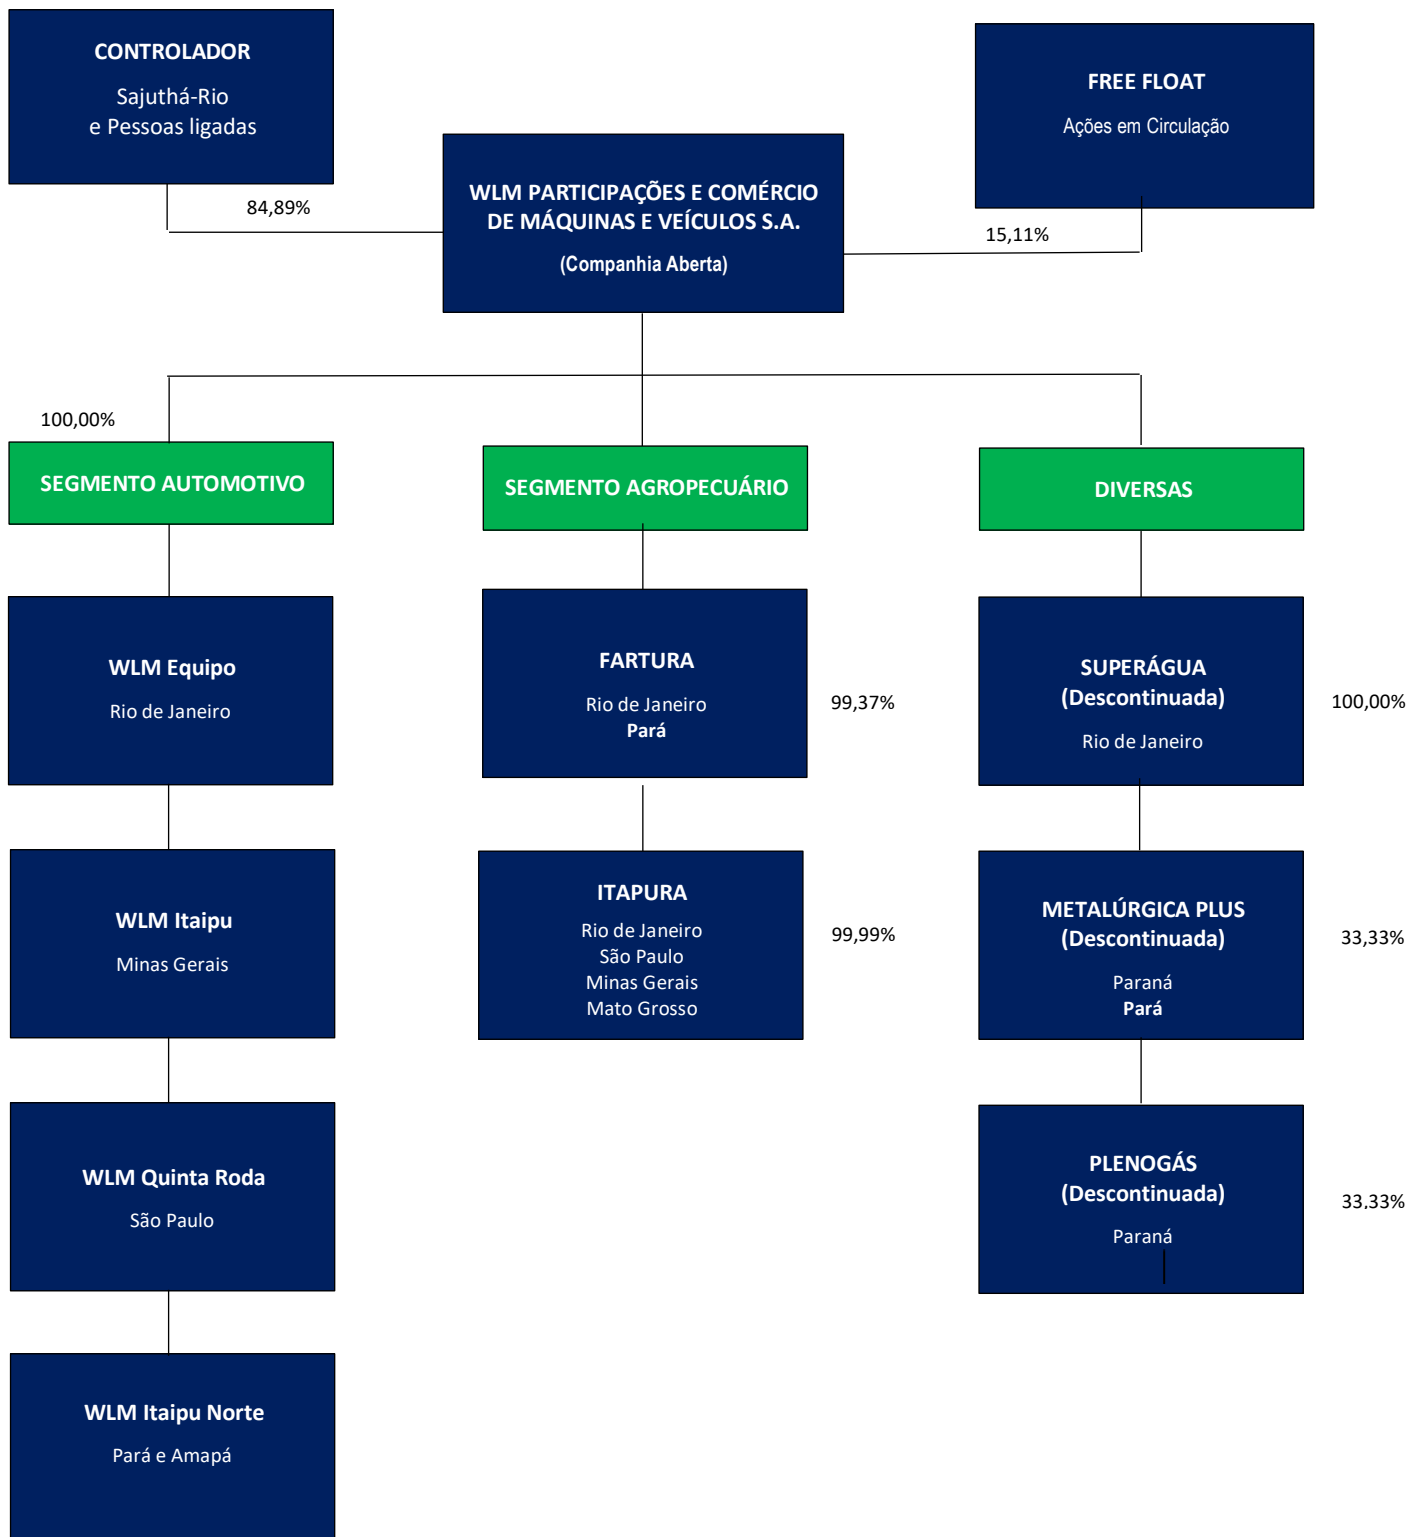 CONTROLADOR
Sajuthá-Rio
e Pessoas ligadas
FREE FLOAT
Ações em Circulação
84,89%
WLM PARTICIPAÇÕES E COMÉRCIO
DE MÁQUINAS E VEÍCULOS S.A.
(Companhia Aberta)
15,11%
100,00%
SEGMENTO AUTOMOTIVO
SEGMENTO AGROPECUÁRIO
DIVERSAS
WLM Equipo
Rio de Janeiro
FARTURA
Rio de Janeiro
Pará
99,37%
SUPERÁGUA
(Descontinuada)
Rio de Janeiro
100,00%
WLM Itaipu
Minas Gerais
ITAPURA
Rio de Janeiro
São Paulo
Minas Gerais
Mato Grosso
99,99%
METALÚRGICA PLUS
(Descontinuada)
Paraná
Pará
33,33%
WLM Quinta Roda
São Paulo
PLENOGÁS
(Descontinuada)
Paraná
33,33%
WLM Itaipu Norte
Pará e Amapá